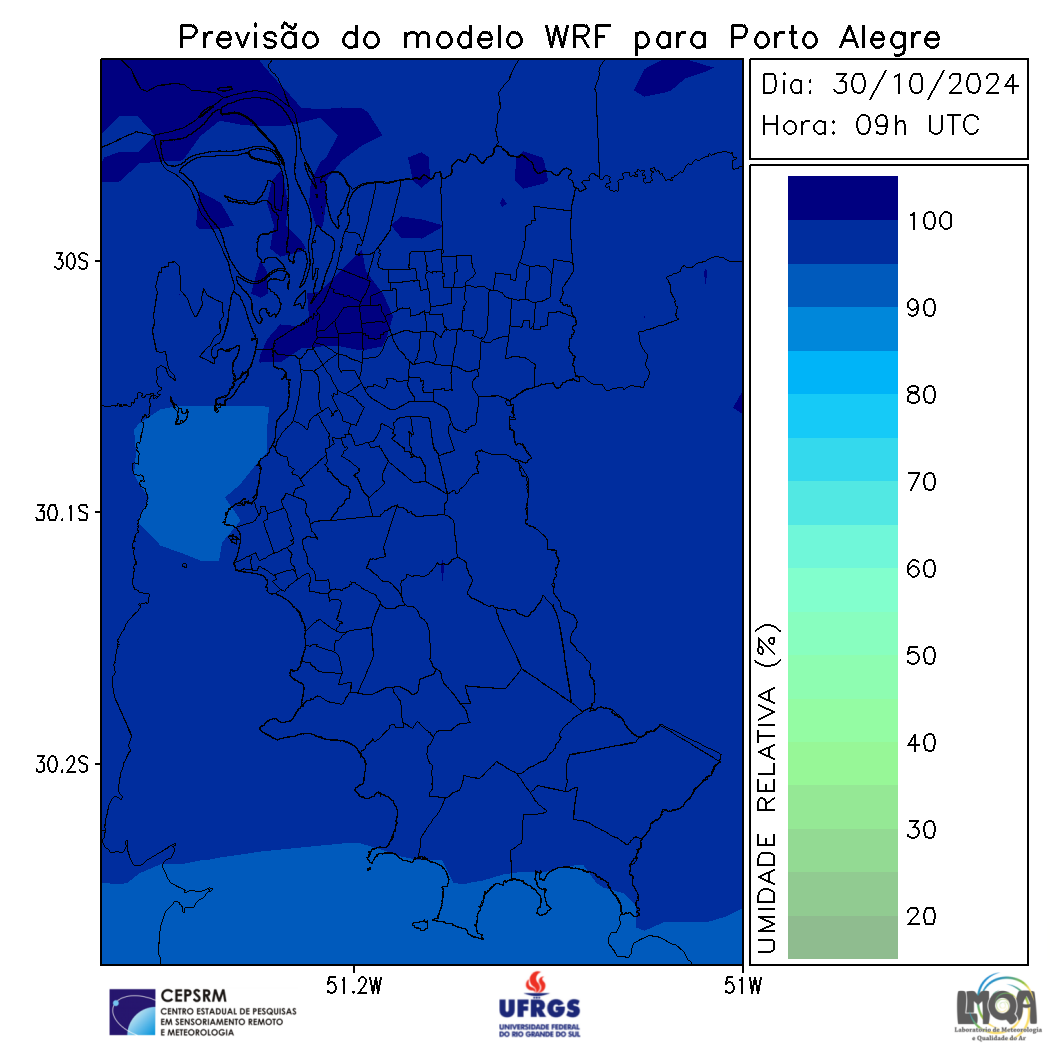 Previsão do modelo WRF para Porto Alegre
Dia: 30/10/2024
Hora: 09h UTC
100
90
80
70
60
50
40
30
20
UMIDADE RELATIVA (%)
30S
30.1S
30.2S
51.2W
51W
CEPSRM
CENTRO ESTADUAL DE PESQUISAS
EM SENSORIAMENTO REMOTO
E METEOROLOGIA
UFRGS
UNIVERSIDADE FEDERAL
DO RIO GRANDE DO SUL
LMQA
Laboratório de Meteorologia
e Qualidade do Ar